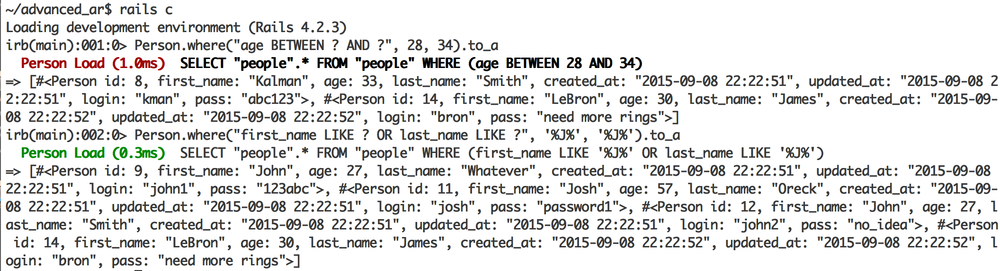 ~/advanced_ar$ rails c
Loading development environment (Rails 4.2.3)
irb(main):001:0> Person.where("age BETWEEN ? AND ?", 28, 34).to_a
  Person Load (1.0ms)  SELECT "people".* FROM "people" WHERE (age BETWEEN 28 AND 34)
=> [#<Person id: 8, first_name: "Kalman", age: 33, last_name: "Smith", created_at: "2015-09-08 22:22:51", updated_at: "2015-09-08 2
2:22:51", login: "kman", pass: "abc123">, #<Person id: 14, first_name: "LeBron", age: 30, last_name: "James", created_at: "2015-09-
08 22:22:52", updated_at: "2015-09-08 22:22:52", login: "bron", pass: "need more rings">]
irb(main):002:0> Person.where("first_name LIKE ? OR last_name LIKE ?", '%J%', '%J%').to_a
  Person Load (0.3ms)  SELECT "people".* FROM "people" WHERE (first_name LIKE '%J%' OR last_name LIKE '%J%')
=> [#<Person id: 9, first_name: "John", age: 27, last_name: "Whatever", created_at: "2015-09-08 22:22:51", updated_at: "2015-09-08
22:22:51", login: "john1", pass: "123abc">, #<Person id: 11, first_name: "Josh", age: 57, last_name: "Oreck", created_at: "2015-09-
08 22:22:51", updated_at: "2015-09-08 22:22:51", login: "josh", pass: "password1">, #<Person id: 12, first_name: "John", age: 27, l
ast_name: "Smith", created_at: "2015-09-08 22:22:51", updated_at: "2015-09-08 22:22:51", login: "john2", pass: "no_idea">, #<Person
 id: 14, first_name: "LeBron", age: 30, last_name: "James", created_at: "2015-09-08 22:22:52", updated_at: "2015-09-08 22:22:52", l
ogin: "bron", pass: "need more rings">]